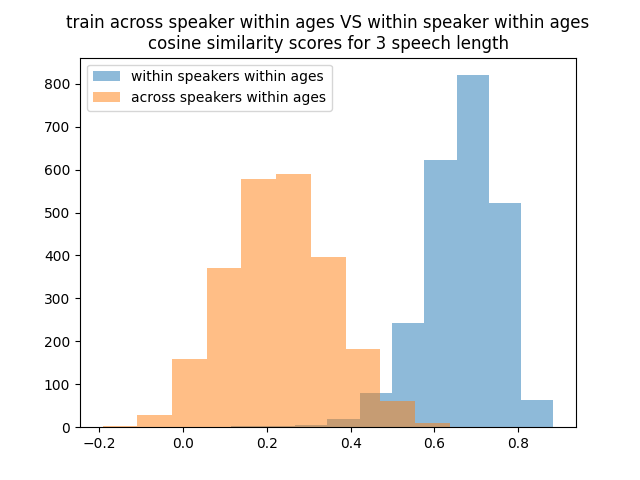 train across speaker within ages VS within speaker within ages
cosine similarity scores for 3 speech length
within speakers within ages
across speakers within ages
800
700
600
500
400
300
200
100
0
−0.2 0.0 0.2 0.4 0.6 0.8